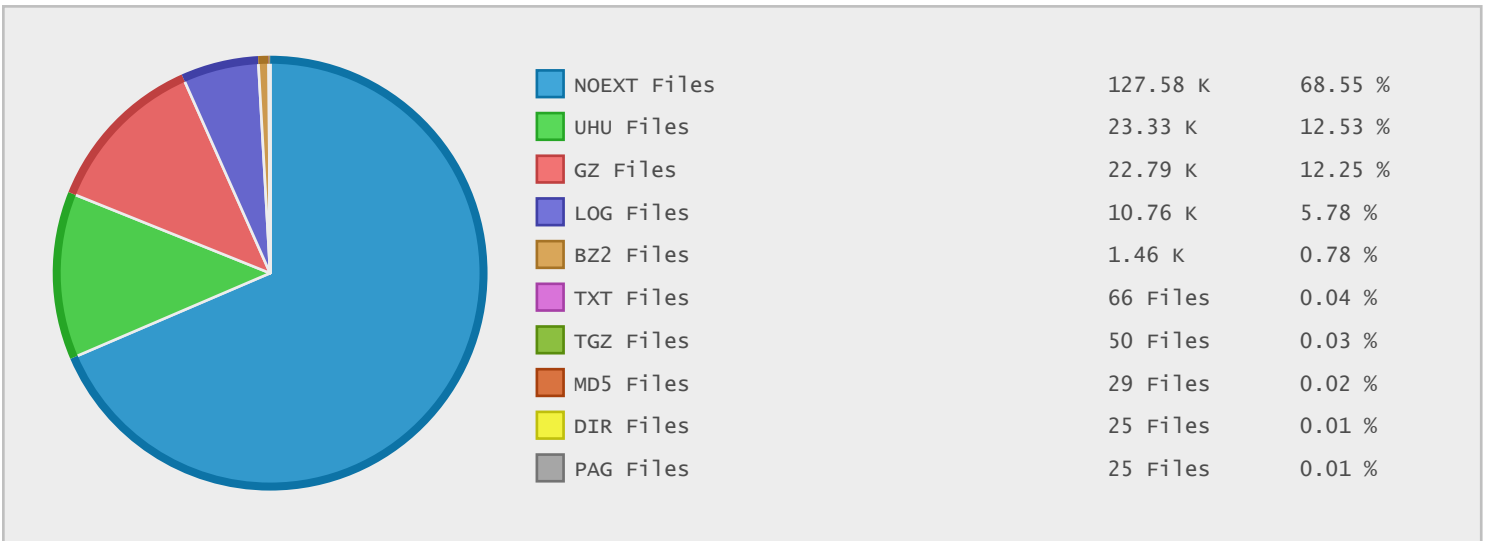 NOEXT Files 127.58 K 68.55 %
UHU Files 23.33 K 12.53 %
GZ Files 22.79 K 12.25 %
LOG Files 10.76 K 5.78 %
BZ2 Files 1.46 K 0.78 %
TXT Files 66 Files 0.04 %
TGZ Files 50 Files 0.03 %
MD5 Files 29 Files 0.02 %
DIR Files 25 Files 0.01 %
PAG Files 25 Files 0.01 %